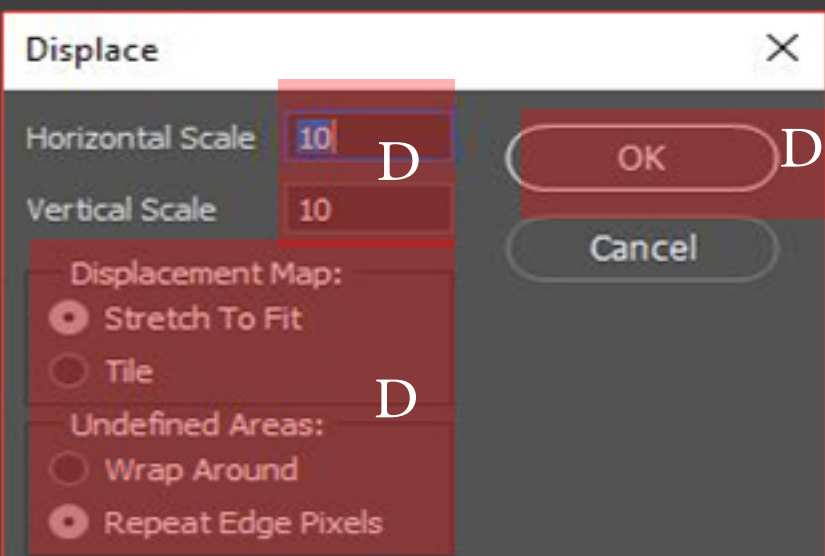 Displace
Horizontal Scale 10 D
Vertical Scale 10
OK D
Cancel
Displacement Map:
Stretch To Fit
Tile
D
Undefined Areas:
Wrap Around
Repeat Edge Pixels